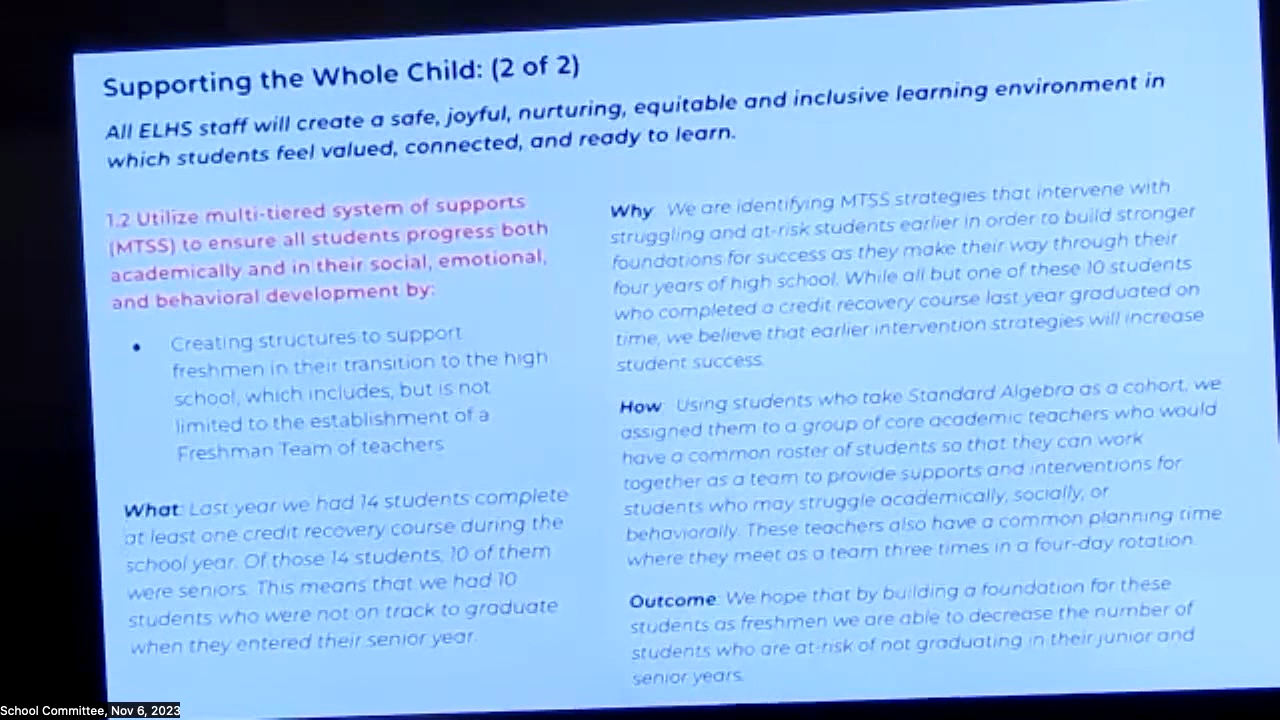 Supporting the Whole Child: (2 of 2)
All ELHS staff will create a safe, joyful, nurturing, equitable and inclusive learning environment in
which students feel valued, connected, and ready to learn.
1.2 Utilize multi-tiered system of supports
(MTSS) to ensure all students progress both
academically and in their social, emotional,
and behavioral development by:
• Creating structures to support
freshmen in their transition to the high
school, which includes, but is not
limited to the establishment of a
Freshman Team of teachers
What: Last year we had 14 students complete
at least one credit recovery course during the
school year. Of those 14 students, 10 of them
were seniors. This means that we had 10
students who were not on track to graduate
when they entered their senior year.
Why We are identifying MTSS strategies that intervene with
struggling and at-risk students earlier in order to build stronger
foundations for success as they make their way through their
four years of high school. While all but one of these 10 students
who completed a credit recovery course last year graduated on
time, we believe that earlier intervention strategies will increase
student success.
How Using students who take Standard Algebra as a cohort, we
assigned them to a group of core academic teachers who would
have a common roster of students so that they can work
together as a team to provide supports and interventions for
students who may struggle academically, socially, or
behaviorally. These teachers also have a common planning time
where they meet as a team three times in a four-day rotation.
Outcome: We hope that by building a foundation for these
students as freshmen we are able to decrease the number of
students who are at-risk of not graduating in their junior and
senior years.
School Committee, Nov 6, 2023